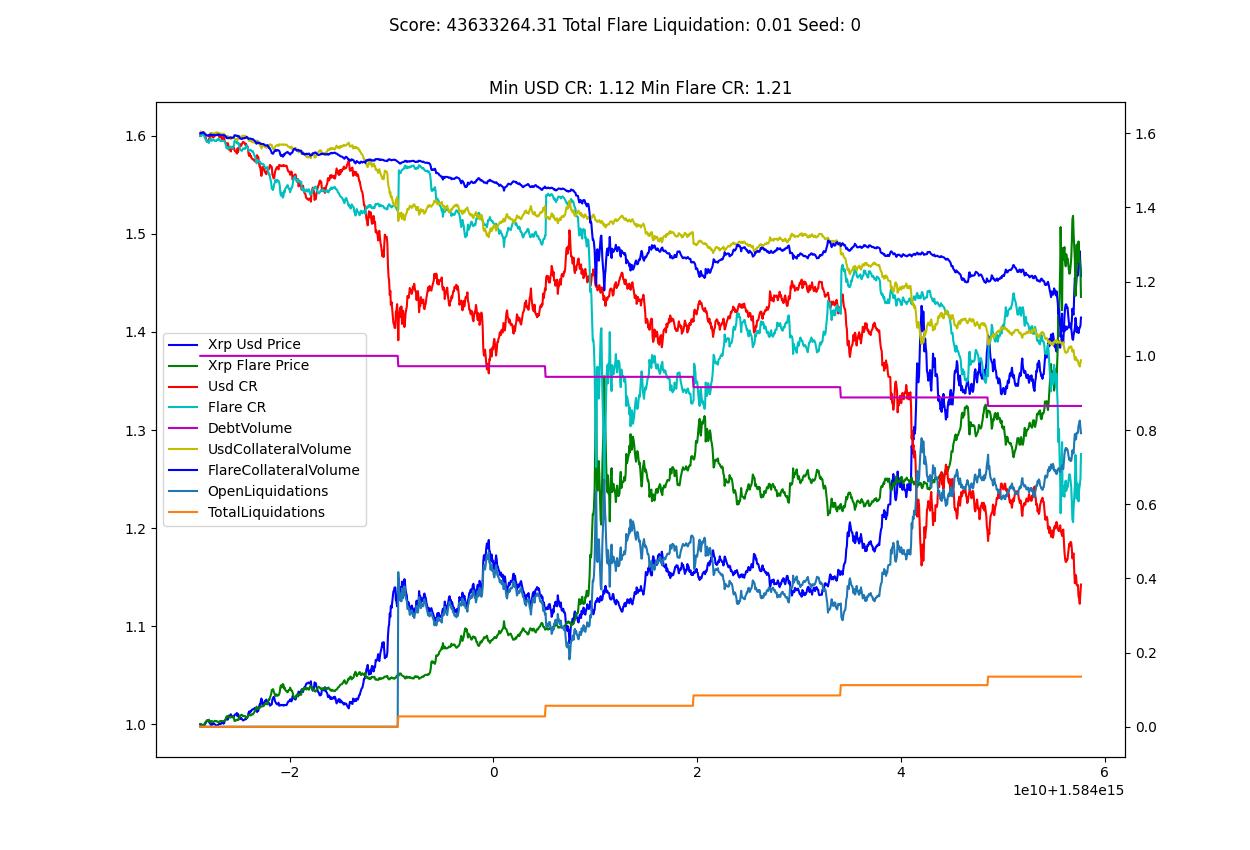 Score: 43633264.31 Total Flare Liquidation: 0.01 Seed: 0
Min USD CR: 1.12 Min Flare CR: 1.21
1.6
1.5
1.4
1.3
1.2
1.1
1.0
1.6
1.4
1.2
1.0
0.8
0.6
0.4
0.2
0.0
Xrp Usd Price
Xrp Flare Price
Usd CR
Flare CR
DebtVolume
UsdCollateralVolume
FlareCollateralVolume
OpenLiquidations
TotalLiquidations
−2 0 2 4 6
1e10+1.584e15